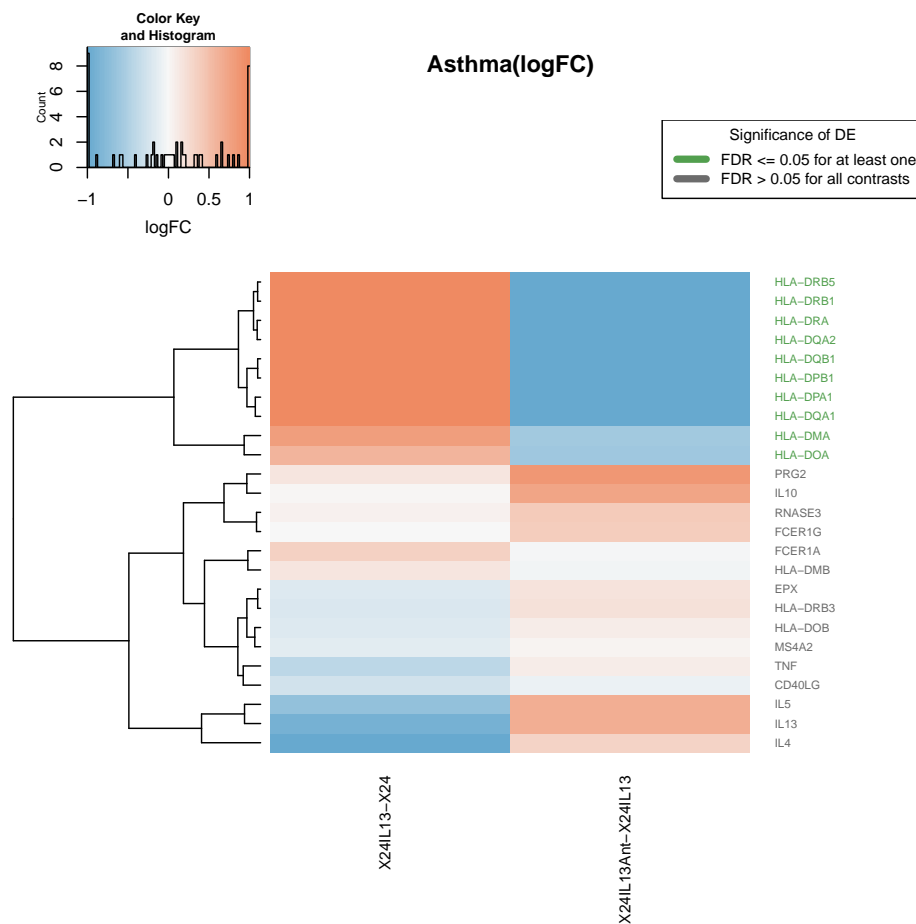 Color Key
and Histogram
Count
0 2 4 6 8
−1 0 0.5 1
logFC
Asthma(logFC)
Significance of DE
FDR <= 0.05 for at least one
FDR > 0.05 for all contrasts
HLA−DRB5
HLA−DRB1
HLA−DRA
HLA−DQA2
HLA−DQB1
HLA−DPB1
HLA−DPA1
HLA−DQA1
HLA−DMA
HLA−DOA
PRG2
IL10
RNASE3
FCER1G
FCER1A
HLA−DMB
EPX
HLA−DRB3
HLA−DOB
MS4A2
TNF
CD40LG
IL5
IL13
IL4
X24IL13−X24
X24IL13Ant−X24IL13